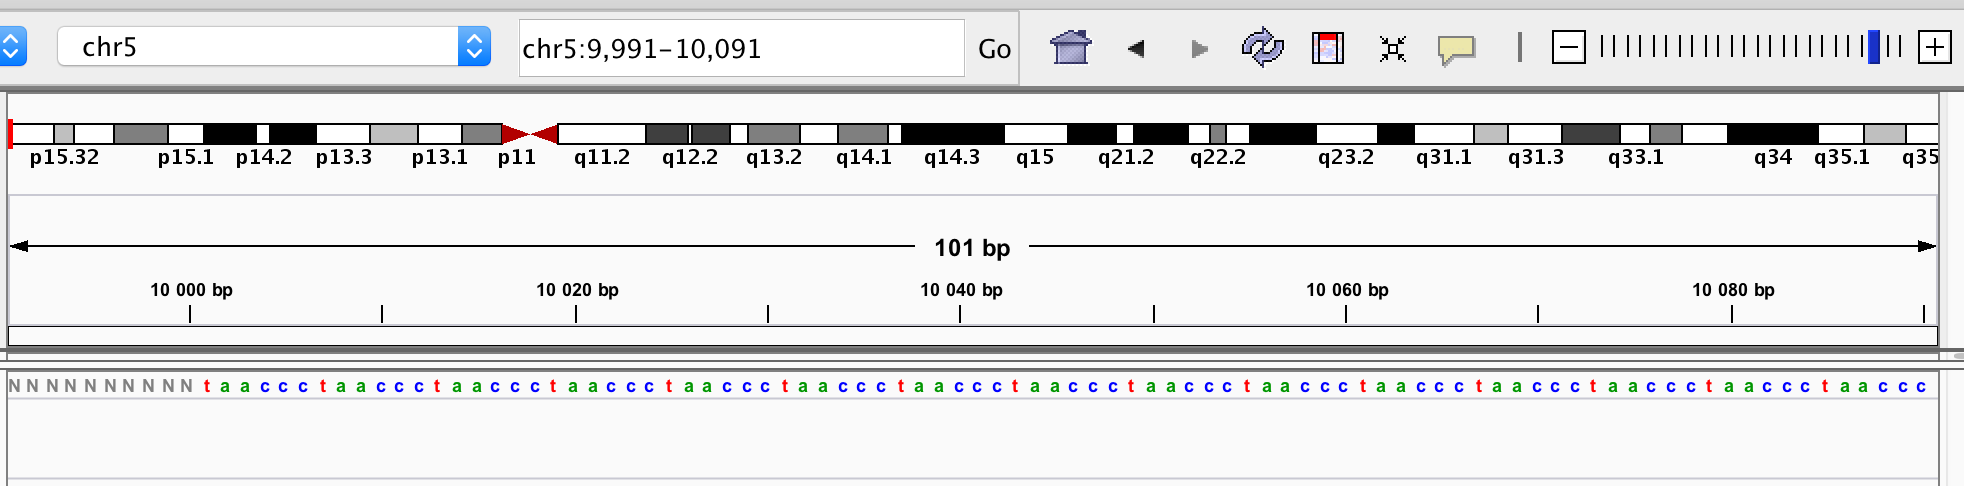 chr5 chr5:9,991-10,091 Go
p15.32 p15.1 p14.2 p13.3 p13.1 p11 q11.2 q12.2 q13.2 q14.1 q14.3 q15 q21.2 q22.2 q23.2 q31.1 q31.3 q33.1 q34 q35.1 q35
101 bp
10 000 bp 10 020 bp 10 040 bp 10 060 bp 10 080 bp
N N N N N N N N N N t a a c c c t a a c c c t a a c c c t a a c c c t a a c c c t a a c c c t a a c c c t a a c c c t a a c c c t a a c c c t a a c c c t a a c c c t a a c c c t a a c c c t a a c c c